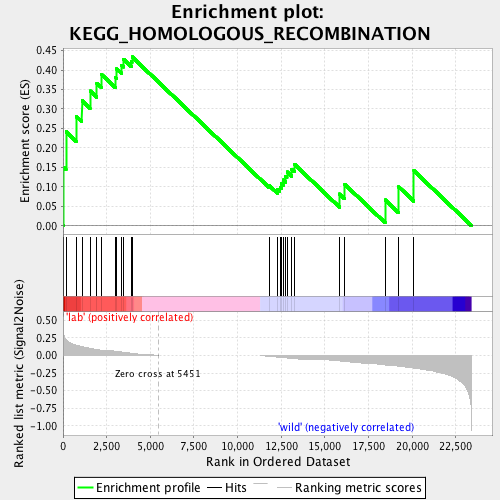 Enrichment plot:
KEGG_HOMOLOGOUS_RECOMBINATION
Enrichment score (ES)
0.45
0.40
0.35
0.30
0.25
0.20
0.15
0.10
0.05
0.00
'lab' (positively correlated)
Ranked list metric (Signal2Noise)
0.50
0.25
0.00
-0.25
-0.50
-0.75
-1.00
Zero cross at 5451
'wild' (negatively correlated)
0 2,500 5,000 7,500 10,000 12,500 15,000 17,500 20,000 22,500
Rank in Ordered Dataset
Enrichment profile Hits Ranking metric scores